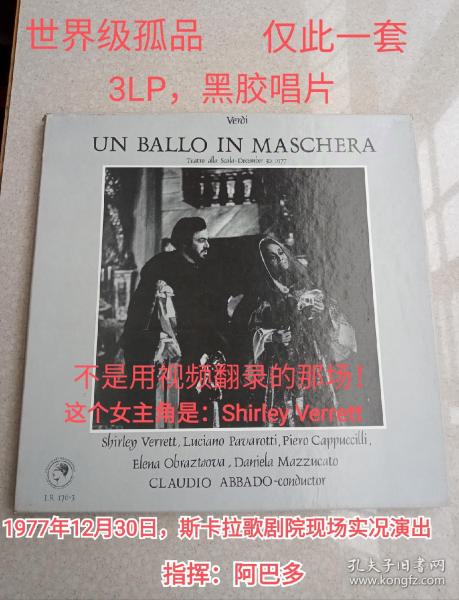 世界级孤品 仅此一套
3LP，黑胶唱片
Verdi
UN BALLO IN MASCHERA
Teatro alla Scala-December 30 1977
不是用视频翻录的那场！
这个女主角是：Shirley Verrett
Shirley Verrett, Luciano Pavarotti, Piero Cappuccilli,
Elena Obraztsova, Daniela Mazzucato
CLAUDIO ABBADO-conductor
I.R 170-3
1977年12月30日，斯卡拉歌剧院现场实况演出
指挥：阿巴多
孔夫子旧书网
www.kongfz.com